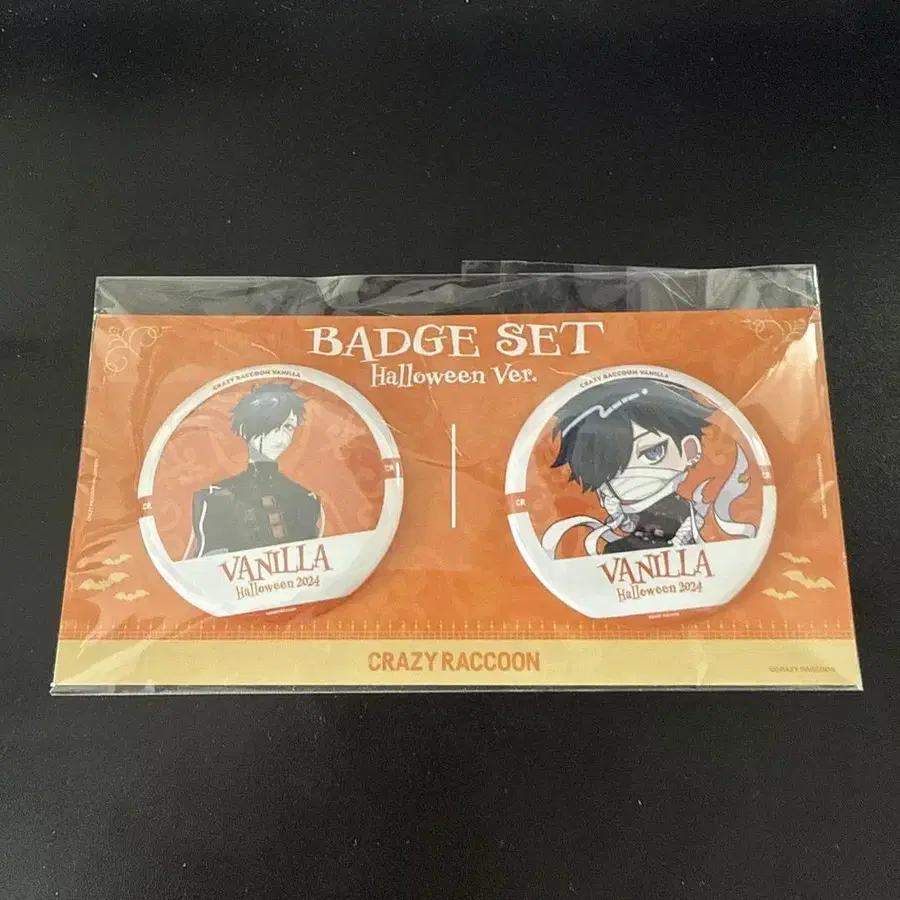 BADGE SET
Halloween Ver.
CRAZY RACCOON VANILLA
CR
VANILLA
Halloween 2024
CRAZY RACCOON VANILLA
CR
VANILLA
Halloween 2024
CRAZY RACCOON
©CRAZY RACCOON